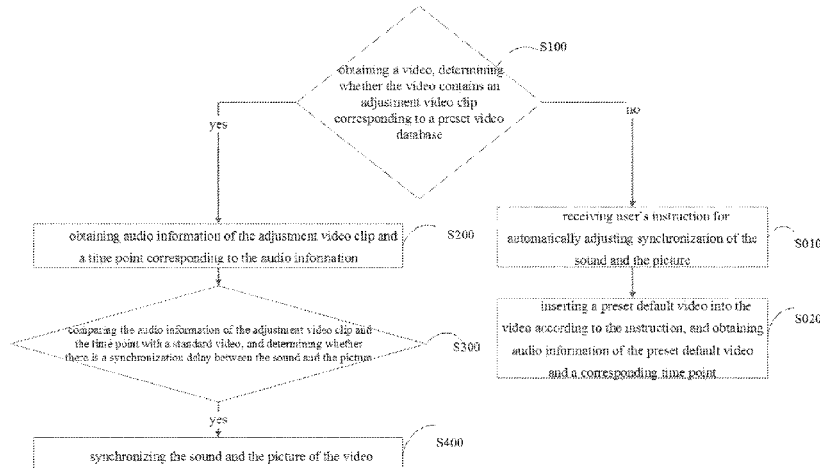 S100
obtaining a video, determining
whether the video contains an
adjustment video clip
corresponding to a preset video
database
yes
no
obtaining audio information of the adjustment video clip and
a time point corresponding to the audio information
S200
receiving user's instruction for
automatically adjusting synchronization of the
sound and the picture
S010
comparing the audio information of the adjustment video clip and
the time point with a standard video, and determining whether
there is a synchronization delay between the sound and the picture
S300
inserting a preset default video into the
video according to the instruction, and obtaining
audio information of the preset default video
and a corresponding time point
S020
yes
synchronizing the sound and the picture of the video
S400